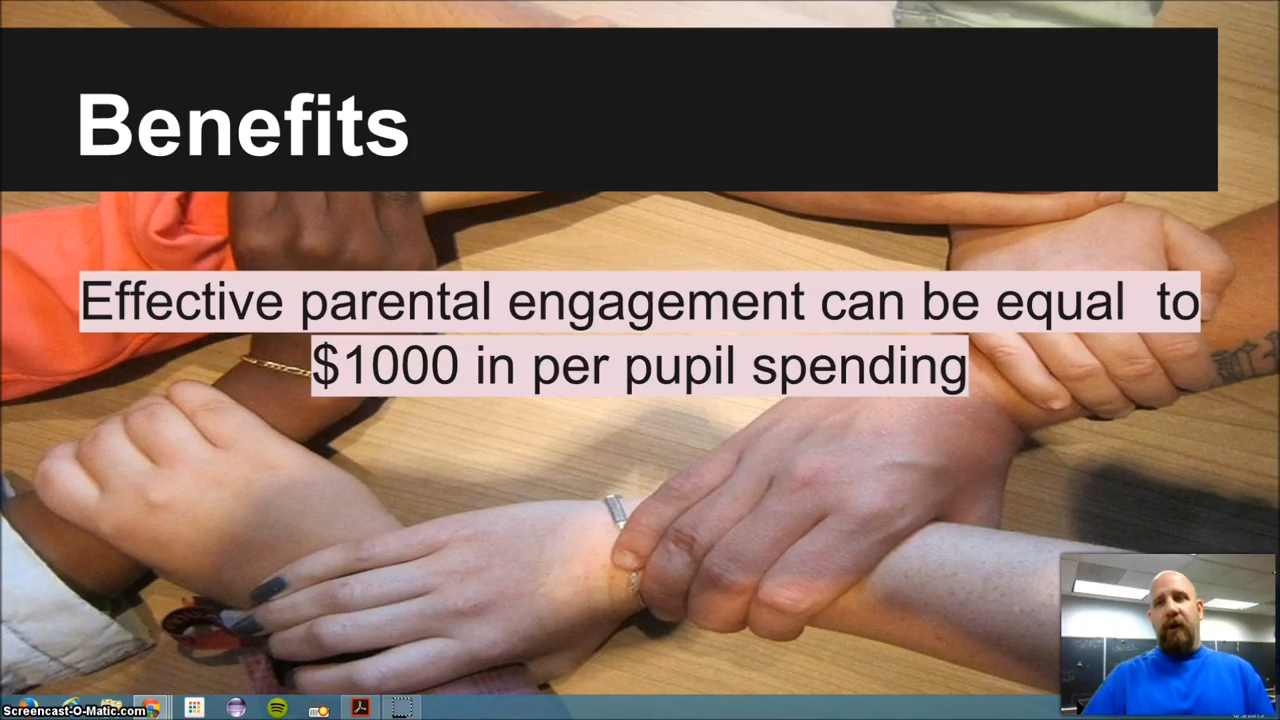 Benefits
Effective parental engagement can be equal  to
$1000 in per pupil spending
Screencast-O-Matic.com